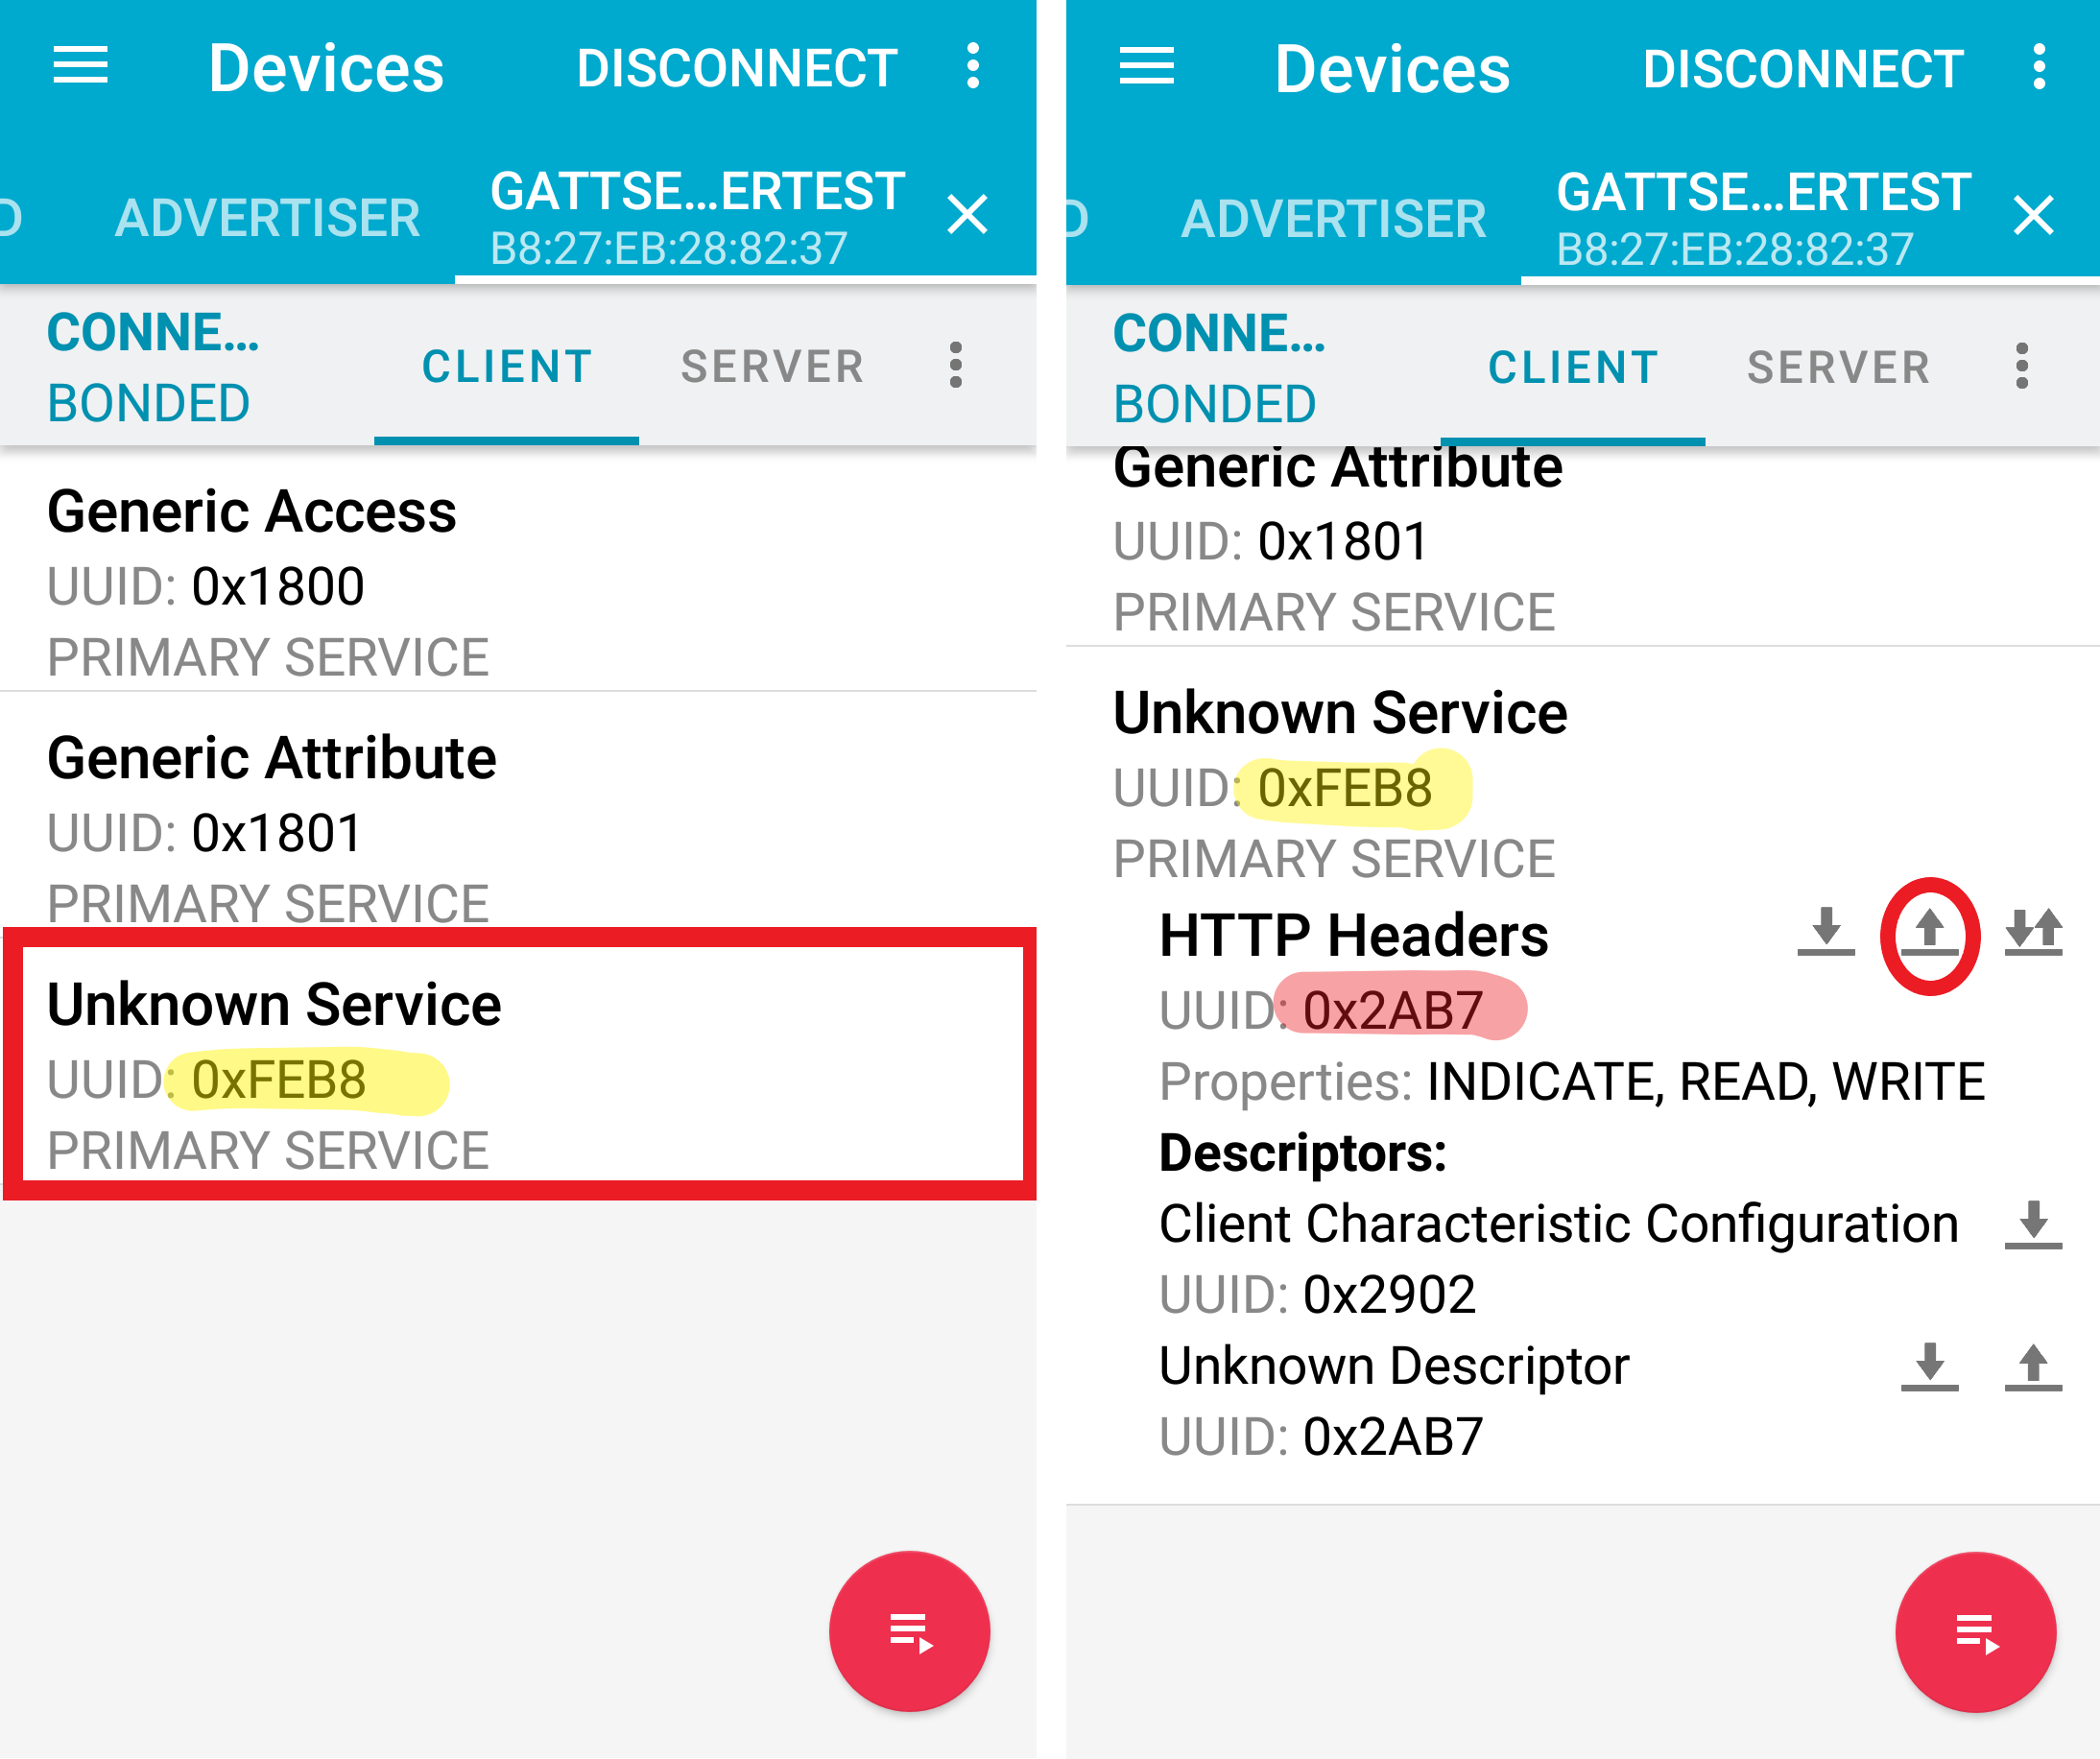 Devices
DISCONNECT
D
ADVERTISER
GATTSE...ERTEST
B8:27:EB:28:82:37
CONNE...
BONDED
CLIENT
SERVER
Generic Access
UUID: 0x1800
PRIMARY SERVICE
Generic Attribute
UUID: 0x1801
PRIMARY SERVICE
Unknown Service
UUID: 0xFEB8
PRIMARY SERVICE
Devices
DISCONNECT
D
ADVERTISER
GATTSE...ERTEST
B8:27:EB:28:82:37
CONNE...
BONDED
CLIENT
SERVER
Generic Attribute
UUID: 0x1801
PRIMARY SERVICE
Unknown Service
UUID: 0xFEB8
PRIMARY SERVICE
HTTP Headers
UUID: 0x2AB7
Properties: INDICATE, READ, WRITE
Descriptors:
Client Characteristic Configuration
UUID: 0x2902
Unknown Descriptor
UUID: 0x2AB7